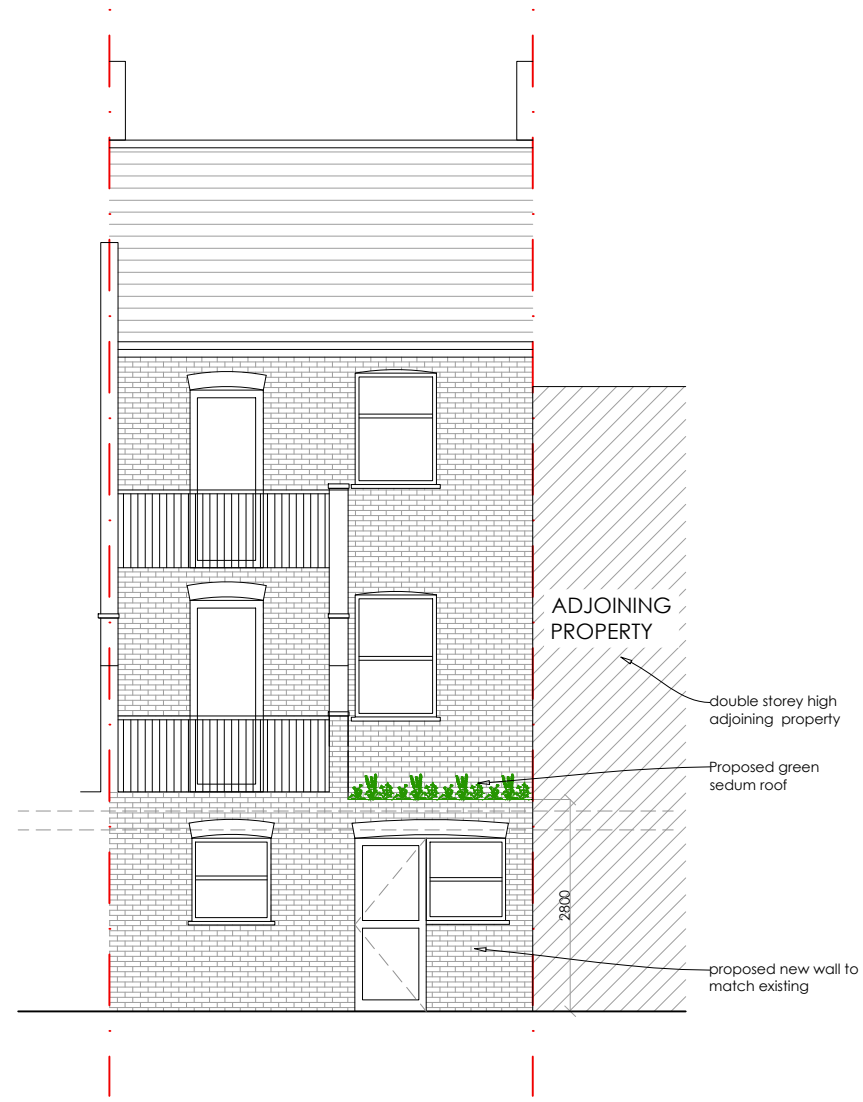 ADJOINING
PROPERTY
double storey high
adjoining property
Proposed green
sedum roof
2800
proposed new wall to
match existing